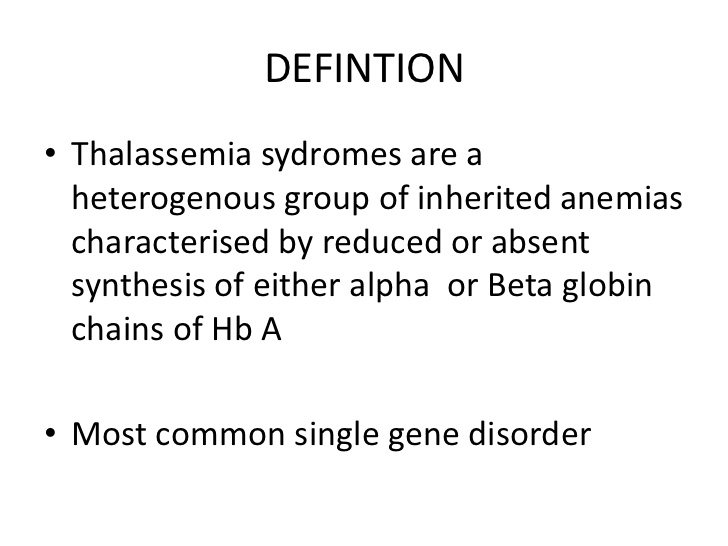 DEFINTION
• Thalassemia sydromes are a
heterogenous group of inherited anemias
characterised by reduced or absent
synthesis of either alpha  or Beta globin
chains of Hb A
• Most common single gene disorder